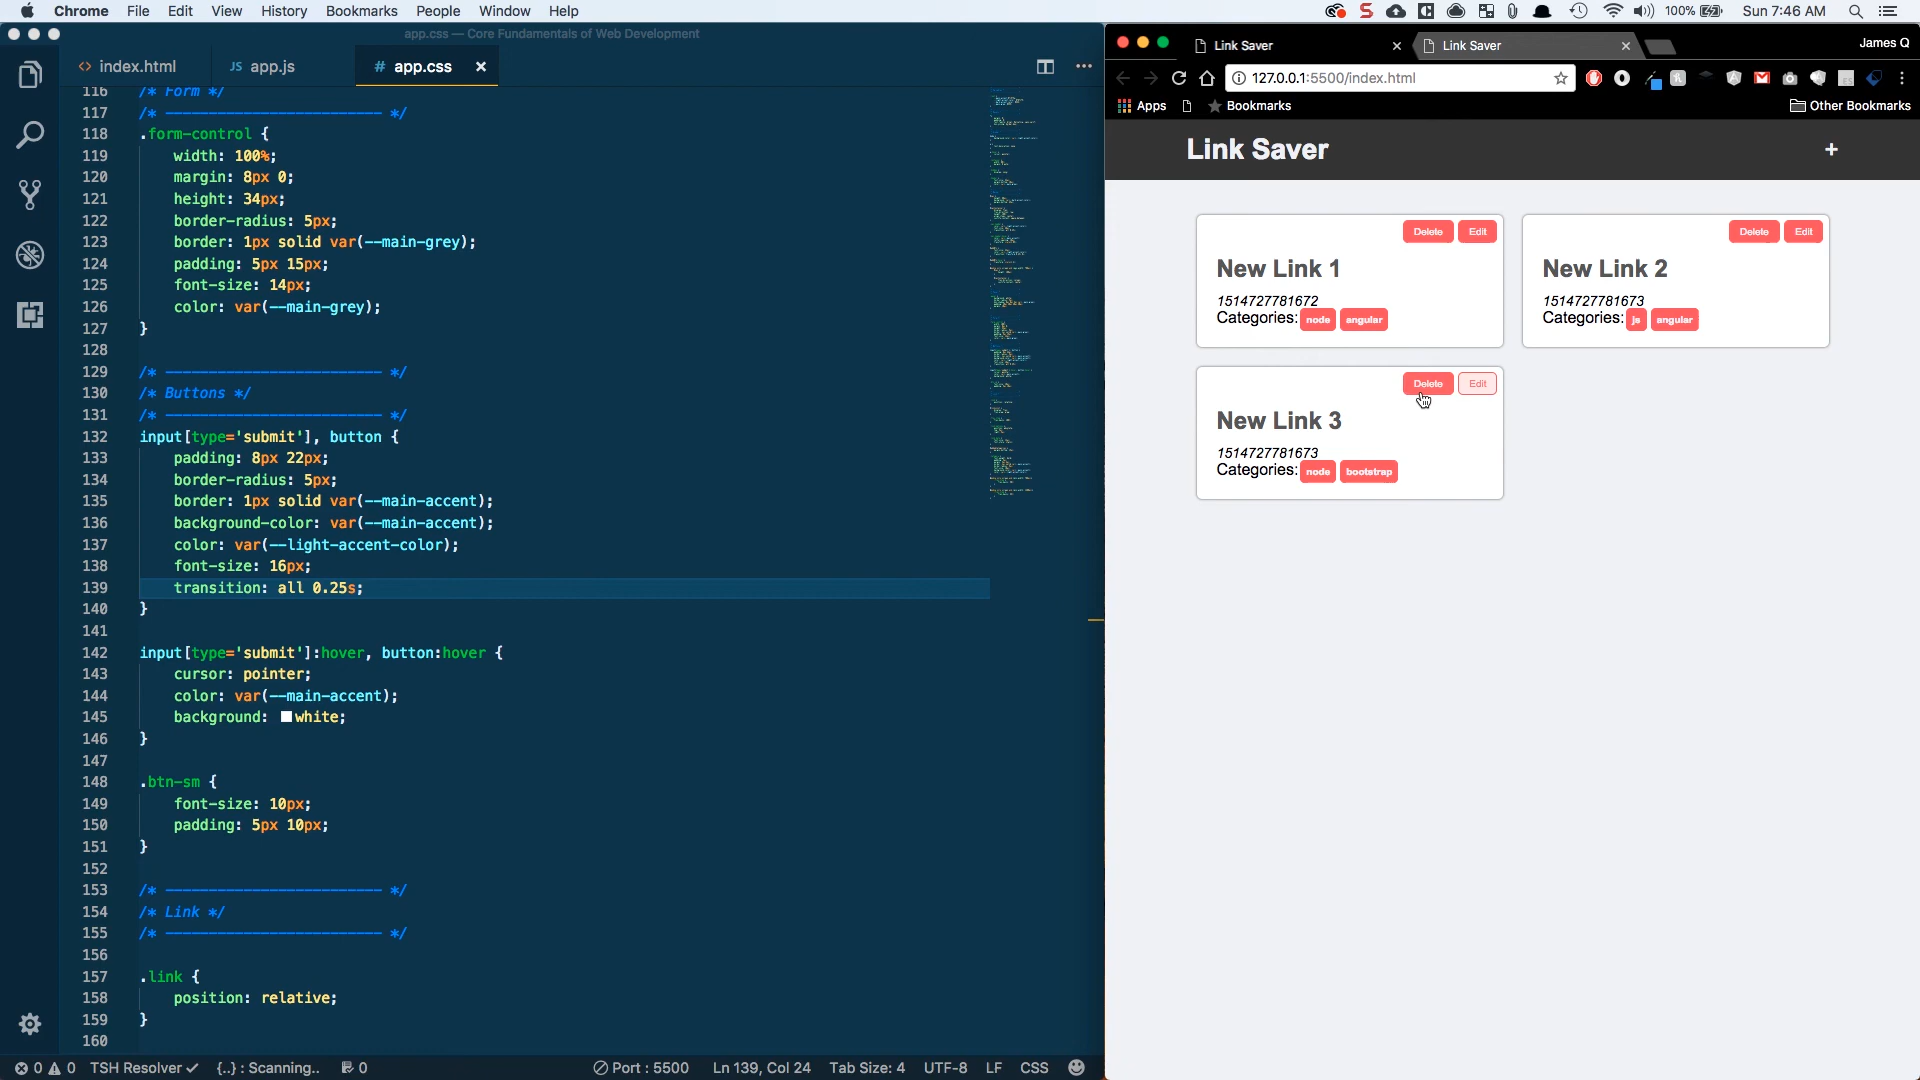 Chrome File Edit View History Bookmarks People Window Help
100% Sun 7:46 AM
app.css — Core Fundamentals of Web Development
<> index.html
JS app.js
# app.css ×
116 /* Form */
117 /* ------------------------- */
118 .form-control {
119 width: 100%;
120 margin: 8px 0;
121 height: 34px;
122 border-radius: 5px;
123 border: 1px solid var(--main-grey);
124 padding: 5px 15px;
125 font-size: 14px;
126 color: var(--main-grey);
127 }
128
129 /* ------------------------- */
130 /* Buttons */
131 /* ------------------------- */
132 input[type='submit'], button {
133 padding: 8px 22px;
134 border-radius: 5px;
135 border: 1px solid var(--main-accent);
136 background-color: var(--main-accent);
137 color: var(--light-accent-color);
138 font-size: 16px;
139 transition: all 0.25s;
140 }
141
142 input[type='submit']:hover, button:hover {
143 cursor: pointer;
144 color: var(--main-accent);
145 background: white;
146 }
147
148 .btn-sm {
149 font-size: 10px;
150 padding: 5px 10px;
151 }
152
153 /* ------------------------- */
154 /* Link */
155 /* ------------------------- */
156
157 .link {
158 position: relative;
159 }
160
0 0 TSH Resolver ✓ {..} : Scanning.. 0 Port : 5500 Ln 139, Col 24 Tab Size: 4 UTF-8 LF CSS
Link Saver ×
Link Saver ×
James Q
127.0.0.1:5500/index.html
Apps Bookmarks Other Bookmarks
Link Saver +
Delete Edit
New Link 1
1514727781672
Categories: node angular
Delete Edit
New Link 2
1514727781673
Categories: js angular
Delete Edit
New Link 3
1514727781673
Categories: node bootstrap